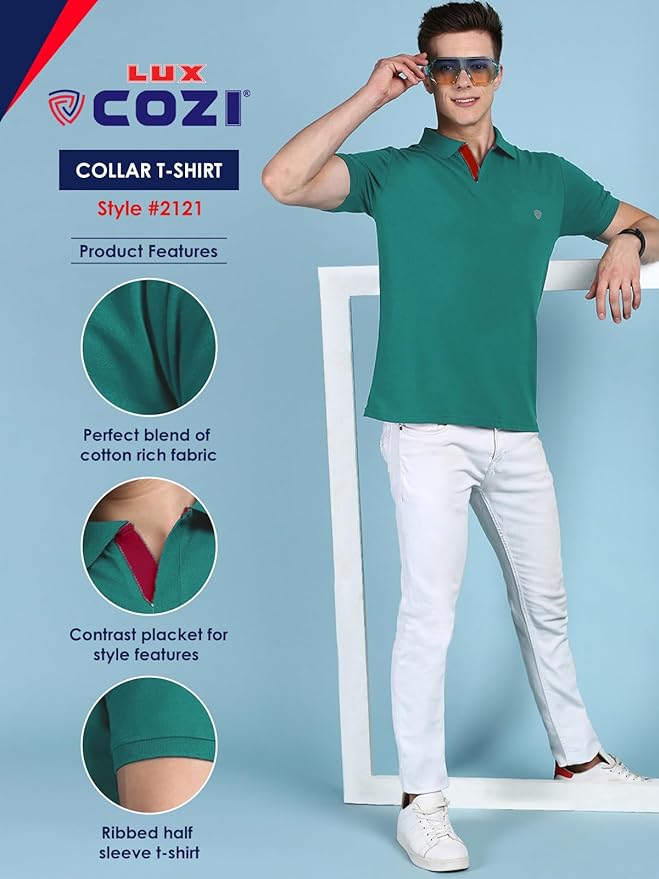 LUX
COZI®
COLLAR T-SHIRT
Style #2121
Product Features
Perfect blend of
cotton rich fabric
Contrast placket for
style features
Ribbed half
sleeve t-shirt